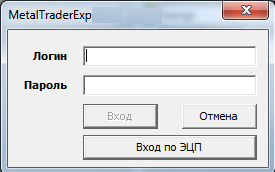 MetalTraderExp
Логин
Пароль
Вход Отмена
Вход по ЭЦП